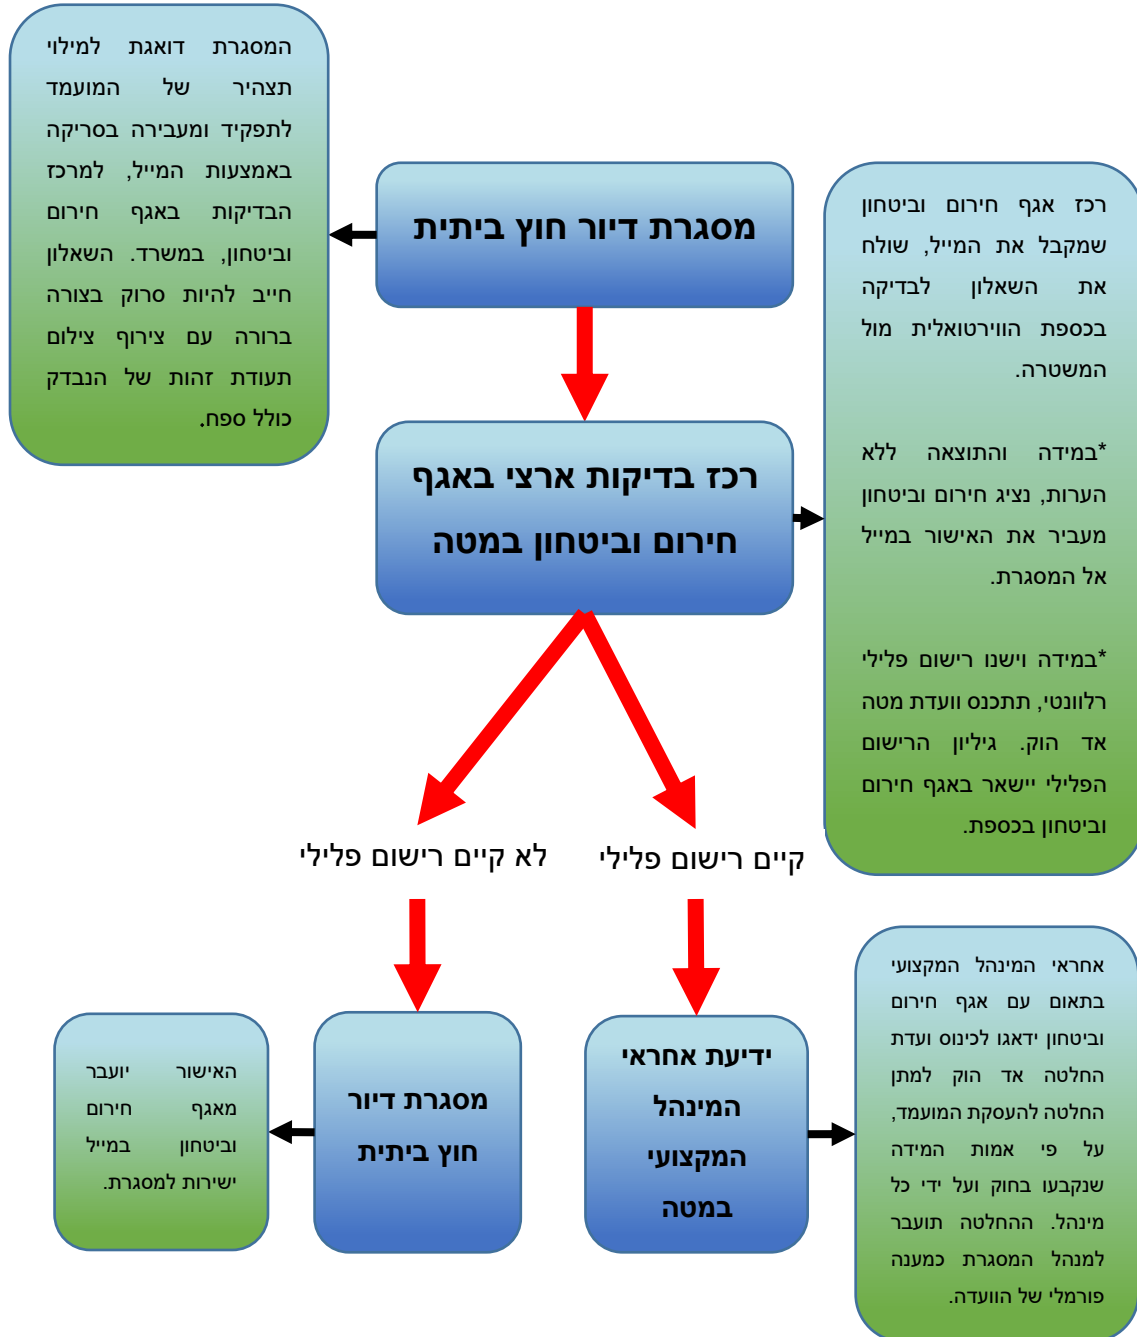 המסגרת דואגת למילוי
תצהיר של המועמד
לתפקיד ומעבירה בסריקה
באמצעות המייל, למרכז
הבדיקות באגף חירום
וביטחון, במשרד. השאלון
חייב להיות סרוק בצורה
ברורה עם צירוף צילום
תעודת זהות של הנבדק
כולל ספח.
מסגרת דיור חוץ ביתית
רכז אגף חירום וביטחון
שמקבל את המייל, שולח
את השאלון לבדיקה
בכספת הווירטואלית מול
המשטרה.
*במידה והתוצאה ללא
הערות, נציג חירום וביטחון
מעביר את האישור במייל
אל המסגרת.
*במידה וישנו רישום פלילי
רלוונטי, תתכנס וועדת מטה
אד הוק. גיליון הרישום
הפלילי יישאר באגף חירום
וביטחון בכספת.
רכז בדיקות ארצי באגף
חירום וביטחון במטה
קיים רישום פלילי
לא קיים רישום פלילי
אחראי המינהל המקצועי
בתאום עם אגף חירום
וביטחון ידאגו לכינוס ועדת
החלטה אד הוק למתן
החלטה להעסקת המועמד,
על פי אמות המידה
שנקבעו בחוק ועל ידי כל
מינהל. ההחלטה תועבר
למנהל המסגרת כמענה
פורמלי של הוועדה.
ידיעת אחראי
המינהל
המקצועי
במטה
מסגרת דיור
חוץ ביתית
האישור יועבר
מאגף חירום
וביטחון במייל
ישירות למסגרת.